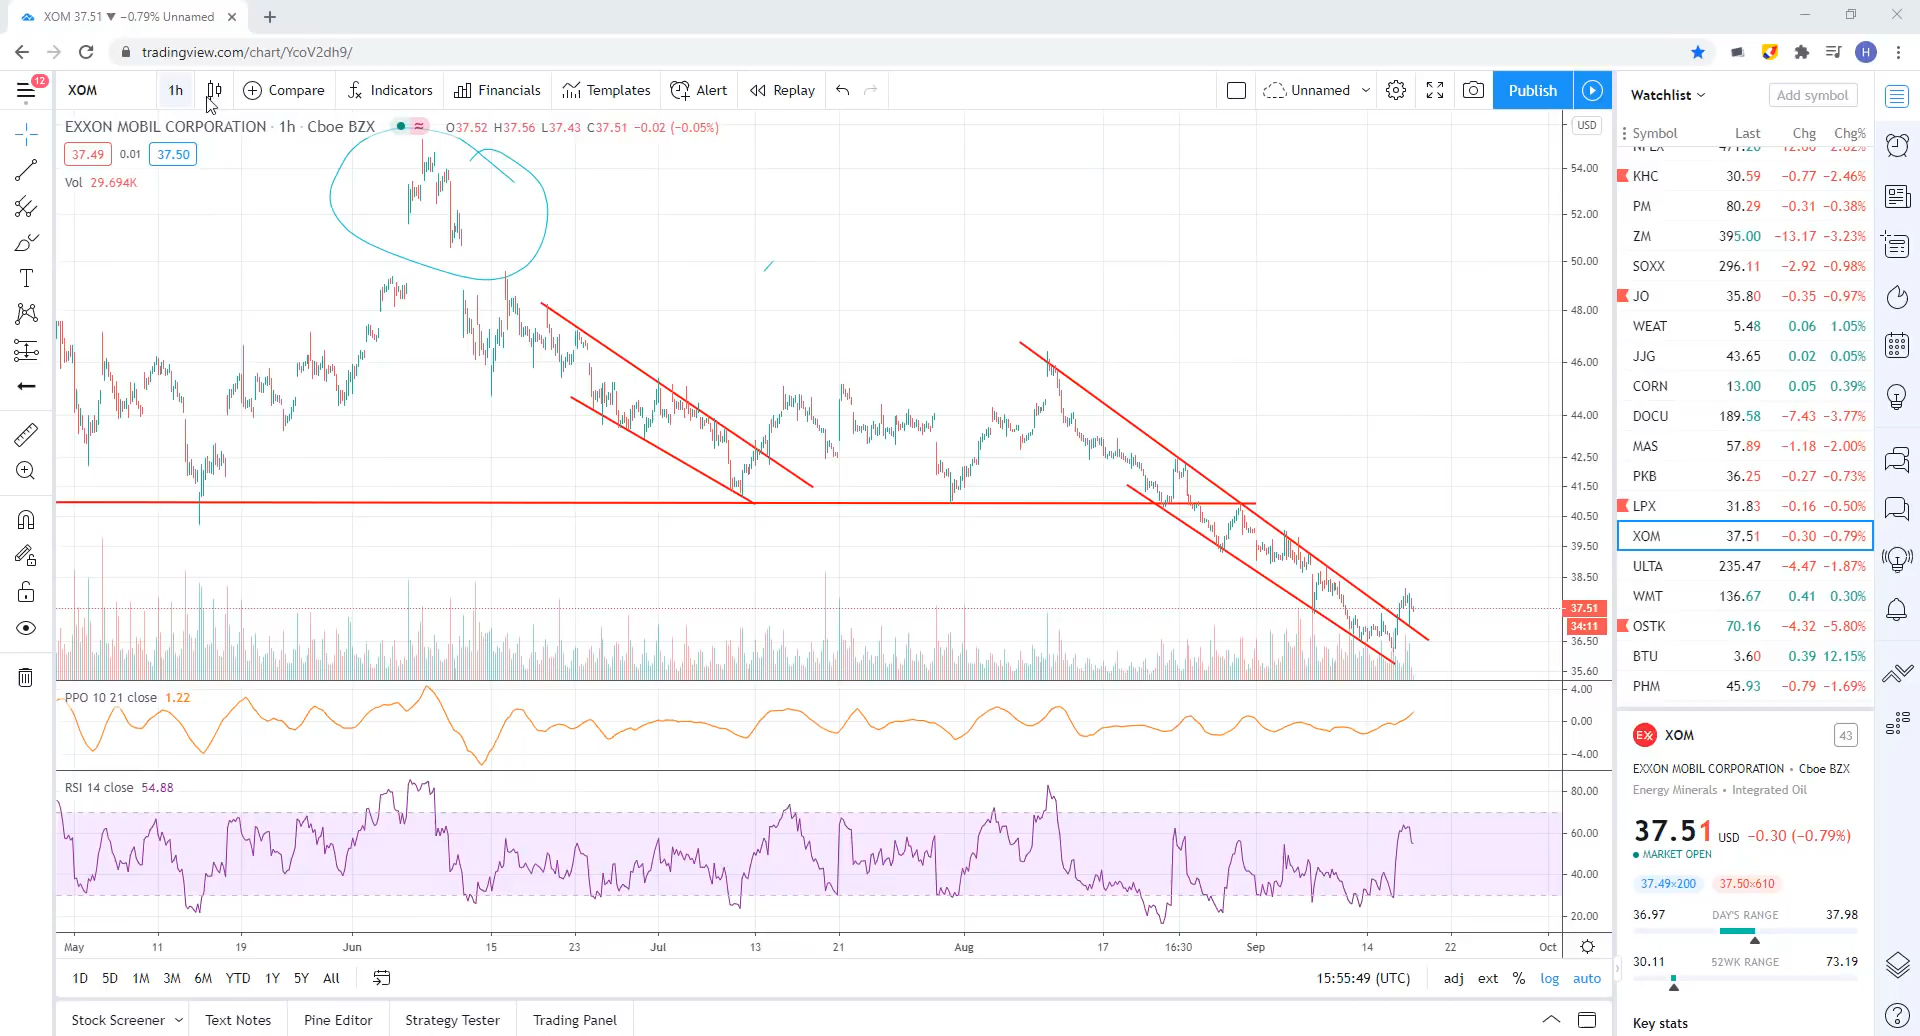 XOM 37.51 ▼ −0.79% Unnamed
tradingview.com/chart/YcoV2dh9/
H
12
XOM 1h Compare Indicators Financials Templates Alert Replay Unnamed Publish
EXXON MOBIL CORPORATION · 1h · Cboe BZX O37.52 H37.56 L37.43 C37.51 −0.02 (−0.05%)
37.49 0.01 37.50
Vol 29.694K
USD
54.00
52.00
50.00
48.00
46.00
44.00
42.50
41.50
40.50
39.50
38.50
37.51
34:11
36.50
35.60
PPO 10 21 close 1.22
4.00
0.00
−4.00
RSI 14 close 54.88
80.00
60.00
40.00
20.00
May 11 19 Jun 15 23 Jul 13 21 Aug 17 16:30 Sep 14 22 Oct
1D 5D 1M 3M 6M YTD 1Y 5Y All 15:55:49 (UTC) adj ext % log auto
Stock Screener Text Notes Pine Editor Strategy Tester Trading Panel
Watchlist Add symbol
Symbol Last Chg Chg%
KHC 30.59 −0.77 −2.46%
PM 80.29 −0.31 −0.38%
ZM 395.00 −13.17 −3.23%
SOXX 296.11 −2.92 −0.98%
JO 35.80 −0.35 −0.97%
WEAT 5.48 0.06 1.05%
JJG 43.65 0.02 0.05%
CORN 13.00 0.05 0.39%
DOCU 189.58 −7.43 −3.77%
MAS 57.89 −1.18 −2.00%
PKB 36.25 −0.27 −0.73%
LPX 31.83 −0.16 −0.50%
XOM 37.51 −0.30 −0.79%
ULTA 235.47 −4.47 −1.87%
WMT 136.67 0.41 0.30%
OSTK 70.16 −4.32 −5.80%
BTU 3.60 0.39 12.15%
PHM 45.93 −0.79 −1.69%
EX XOM 43
EXXON MOBIL CORPORATION • Cboe BZX
Energy Minerals • Integrated Oil
37.51 USD −0.30 (−0.79%)
MARKET OPEN
37.49×200 37.50×610
36.97 DAY'S RANGE 37.98
30.11 52WK RANGE 73.19
Key stats